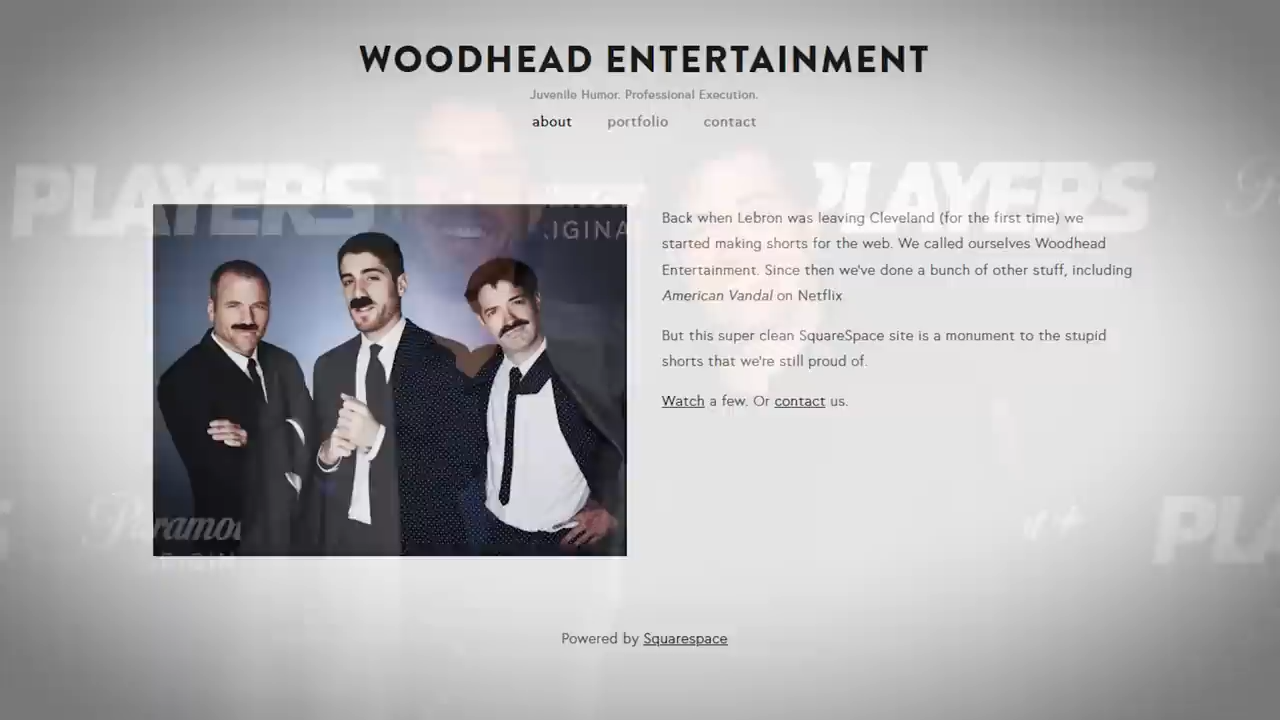 WOODHEAD ENTERTAINMENT
Juvenile Humor. Professional Execution.
about portfolio contact
PLAYERS
PLAYERS
IGINA
Back when Lebron was leaving Cleveland (for the first time) we
started making shorts for the web. We called ourselves Woodhead
Entertainment. Since then we've done a bunch of other stuff, including
American Vandal on Netflix
But this super clean SquareSpace site is a monument to the stupid
shorts that we're still proud of.
Watch a few. Or contact us.
Paramou
PL
Powered by Squarespace